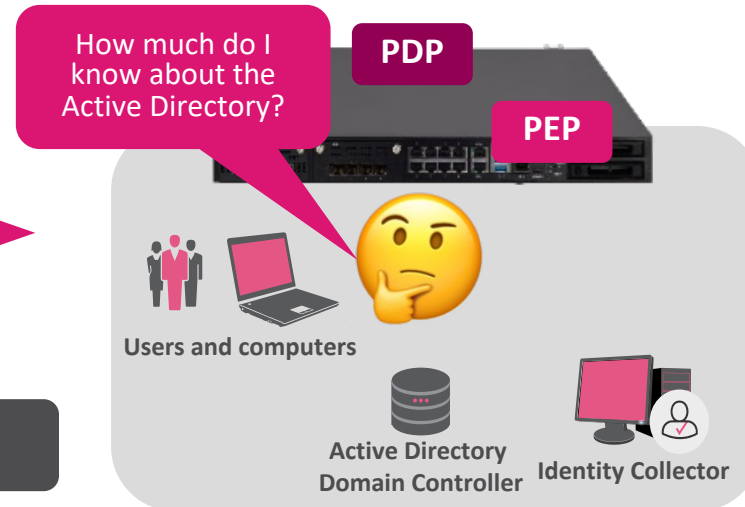 How much do I
know about the
Active Directory?
PDP
PEP
Users and computers
Active Directory
Domain Controller
Identity Collector